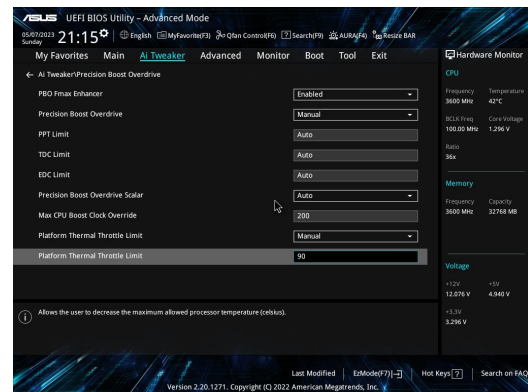 ASUS UEFI BIOS Utility – Advanced Mode
05/07/2023 Sunday 21:15 English MyFavorite(F3) Qfan Control(F6) ? Search(F9) AURA(F4) Resize BAR
My Favorites Main Ai Tweaker Advanced Monitor Boot Tool Exit
Hardware Monitor
← Ai Tweaker\Precision Boost Overdrive
PBO Fmax Enhancer Enabled
Precision Boost Overdrive Manual
PPT Limit Auto
TDC Limit Auto
EDC Limit Auto
Precision Boost Overdrive Scalar Auto
Max CPU Boost Clock Override 200
Platform Thermal Throttle Limit Manual
Platform Thermal Throttle Limit 90
Allows the user to decrease the maximum allowed processor temperature (celsius).
CPU
Frequency Temperature
3600 MHz 42°C
BCLK Freq Core Voltage
100.00 MHz 1.296 V
Ratio
36x
Memory
Frequency Capacity
3600 MHz 32768 MB
Voltage
+12V +5V
12.076 V 4.940 V
+3.3V
3.296 V
Last Modified EzMode(F7) Hot Keys ? Search on FAQ
Version 2.20.1271. Copyright (C) 2022 American Megatrends, Inc.